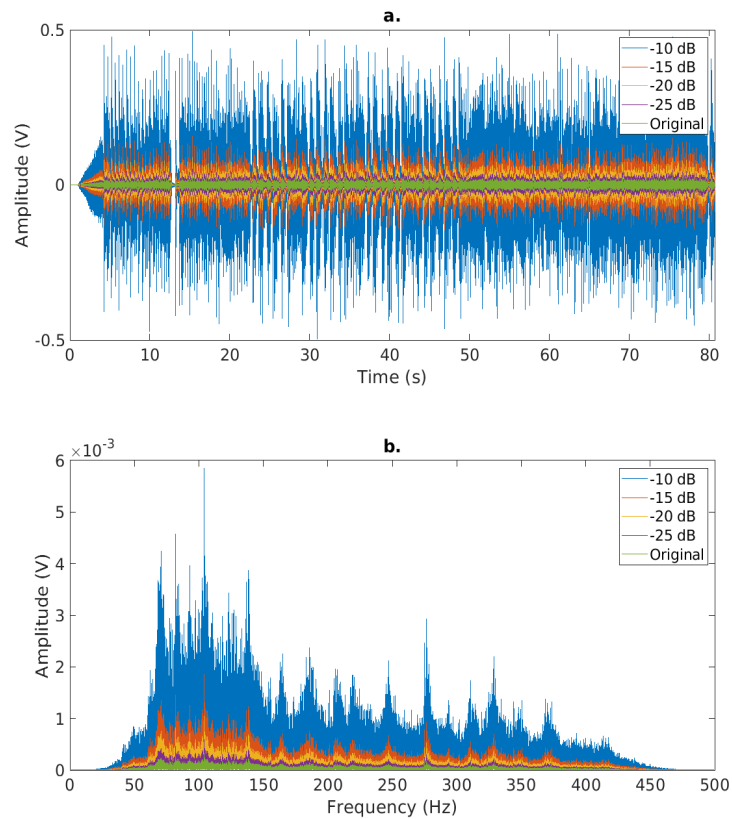 a.
0.5
0
-0.5
Amplitude (V)
-10 dB
-15 dB
-20 dB
-25 dB
Original
0 10 20 30 40 50 60 70 80
Time (s)
b.
×10-3
6
5
4
3
2
1
0
Amplitude (V)
-10 dB
-15 dB
-20 dB
-25 dB
Original
0 50 100 150 200 250 300 350 400 450 500
Frequency (Hz)